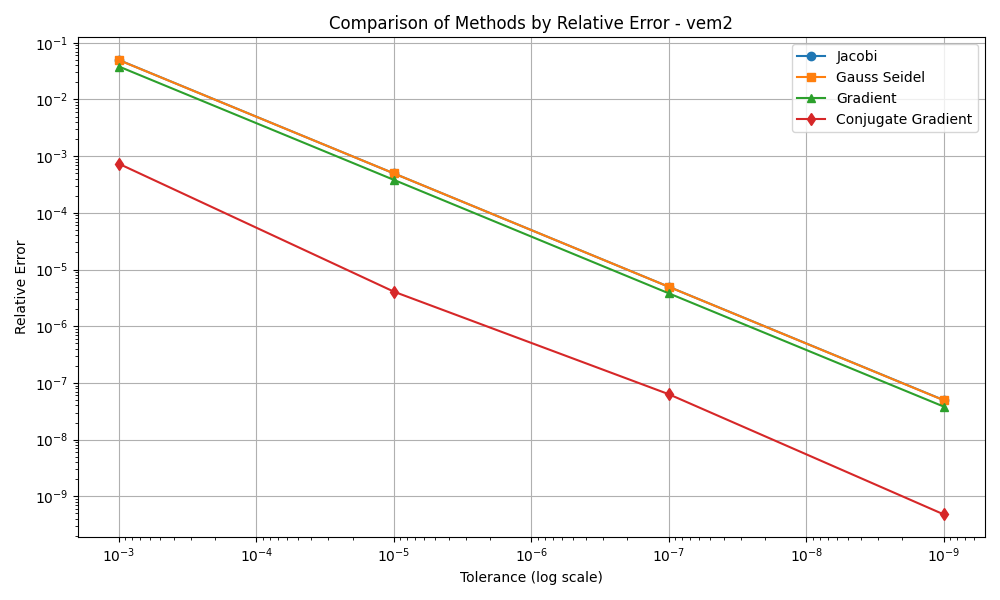 Comparison of Methods by Relative Error - vem2
Jacobi
Gauss Seidel
Gradient
Conjugate Gradient
Relative Error
10⁻¹
10⁻²
10⁻³
10⁻⁴
10⁻⁵
10⁻⁶
10⁻⁷
10⁻⁸
10⁻⁹
10⁻³ 10⁻⁴ 10⁻⁵ 10⁻⁶ 10⁻⁷ 10⁻⁸ 10⁻⁹
Tolerance (log scale)